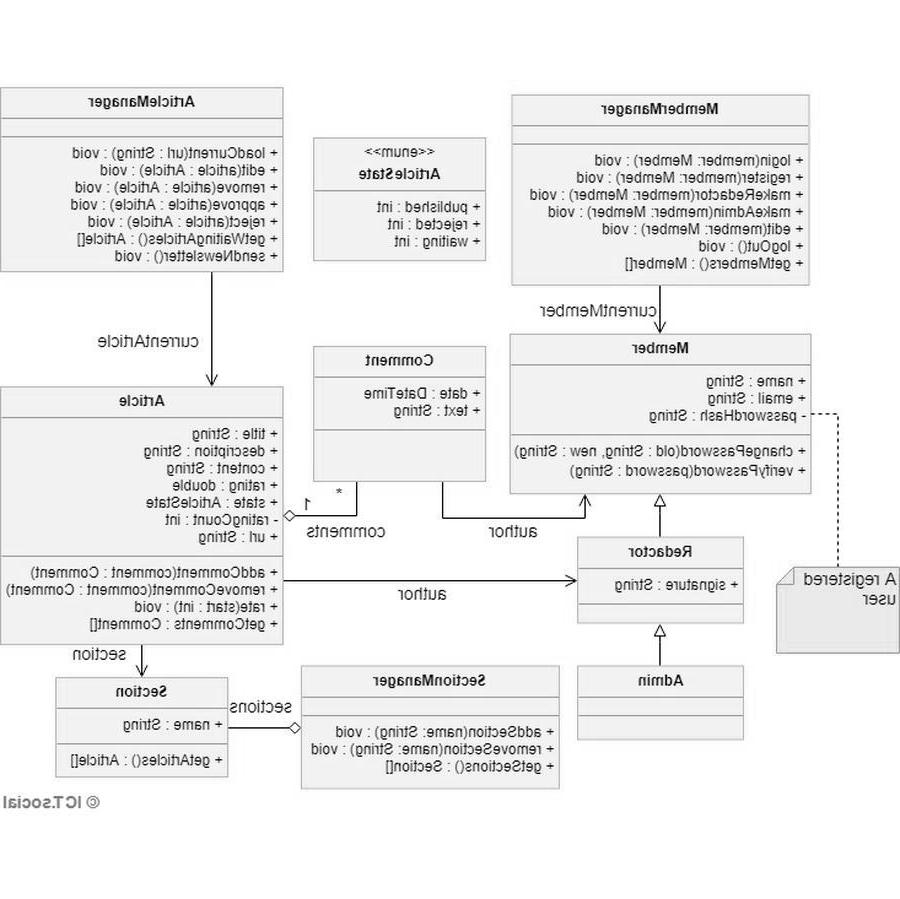 ArticleManager
+ loadCurrent(url : String) : void
+ edit(article : Article) : void
+ remove(article : Article) : void
+ approve(article : Article) : void
+ reject(article : Article) : void
+ getWaitingArticles() : Article[]
+ sendNewsletter() : void
<<enum>>
ArticleState
+ published : int
+ rejected : int
+ waiting : int
MemberManager
+ login(member: Member) : void
+ register(member: Member) : void
+ makeRedactor(member: Member) : void
+ makeAdmin(member: Member) : void
+ edit(member: Member) : void
+ logOut() : void
+ getMembers() : Member[]
currentArticle
currentMember
Comment
+ date : DateTime
+ text : String
Member
+ name : String
+ email : String
- passwordHash : String
+ changePassword(old : String, new : String)
+ verifyPassword(password : String)
Article
+ title : String
+ description : String
+ content : String
+ rating : double
+ state : ArticleState
- ratingCount : int
+ url : String
+ addComment(comment : Comment)
+ removeComment(comment : Comment)
+ rate(start : int) : void
+ getComments : Comment[]
1
*
comments
author
Redactor
+ signature : String
A registered
user
author
section
Section
+ name : String
+ getArticles() : Article[]
sections
SectionManager
+ addSection(name: String) : void
+ removeSection(name: String) : void
+ getSections() : Section[]
Admin
© ICT.social